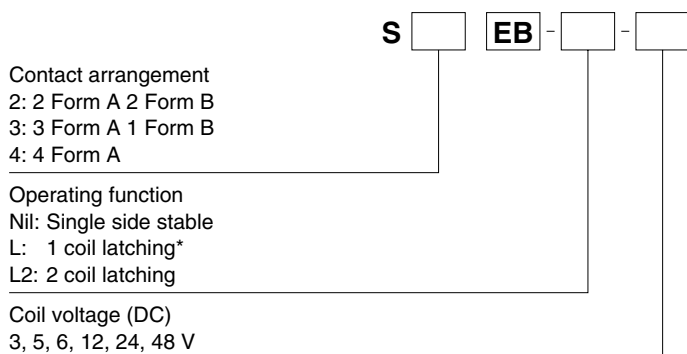 S EB - -
Contact arrangement
2: 2 Form A 2 Form B
3: 3 Form A 1 Form B
4: 4 Form A
Operating function
Nil: Single side stable
L: 1 coil latching*
L2: 2 coil latching
Coil voltage (DC)
3, 5, 6, 12, 24, 48 V